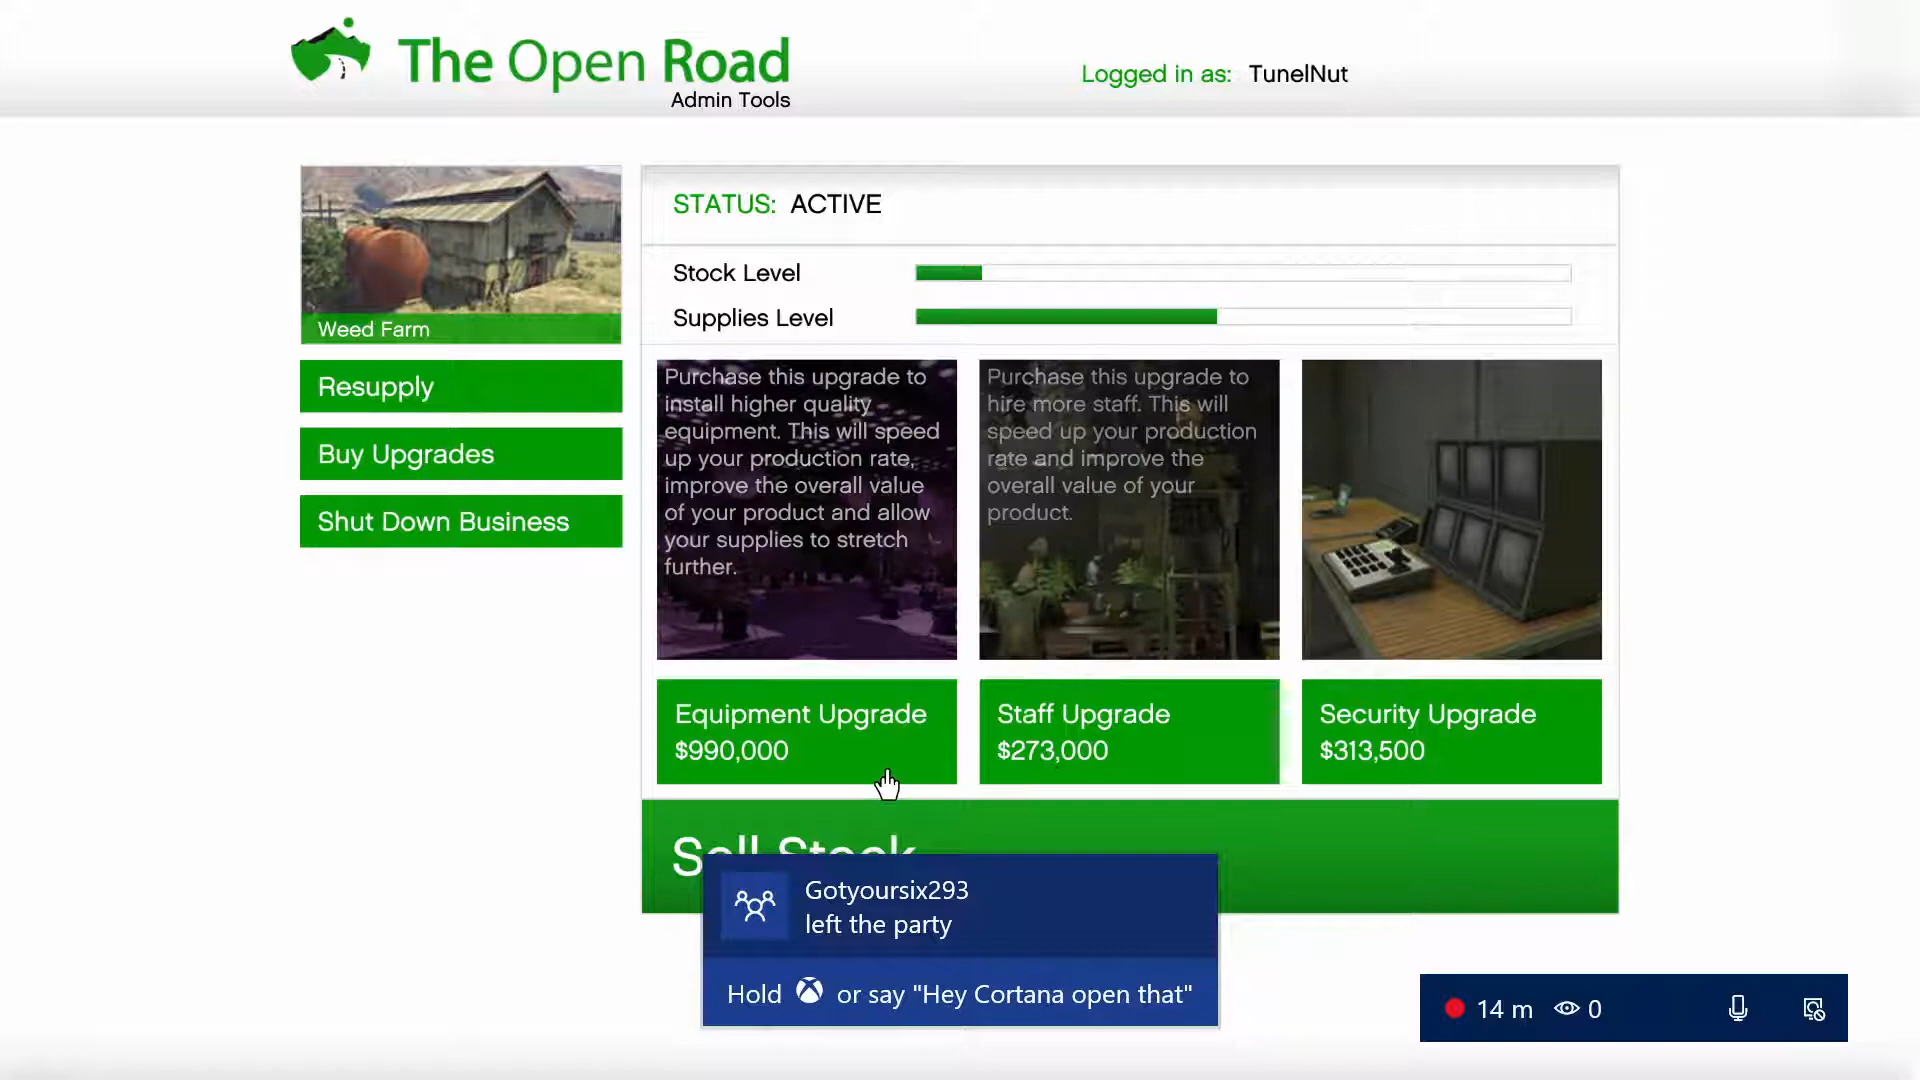 The Open Road
Admin Tools
Logged in as: TunelNut
Weed Farm
Resupply
Buy Upgrades
Shut Down Business
STATUS: ACTIVE
Stock Level
Supplies Level
Purchase this upgrade to
install higher quality
equipment. This will speed
up your production rate,
improve the overall value
of your product and allow
your supplies to stretch
further.
Purchase this upgrade to
hire more staff. This will
speed up your production
rate and improve the
overall value of your
product.
Equipment Upgrade
$990,000
Staff Upgrade
$273,000
Security Upgrade
$313,500
Sell Stock
Gotyoursix293
left the party
Hold or say "Hey Cortana open that"
14 m 0